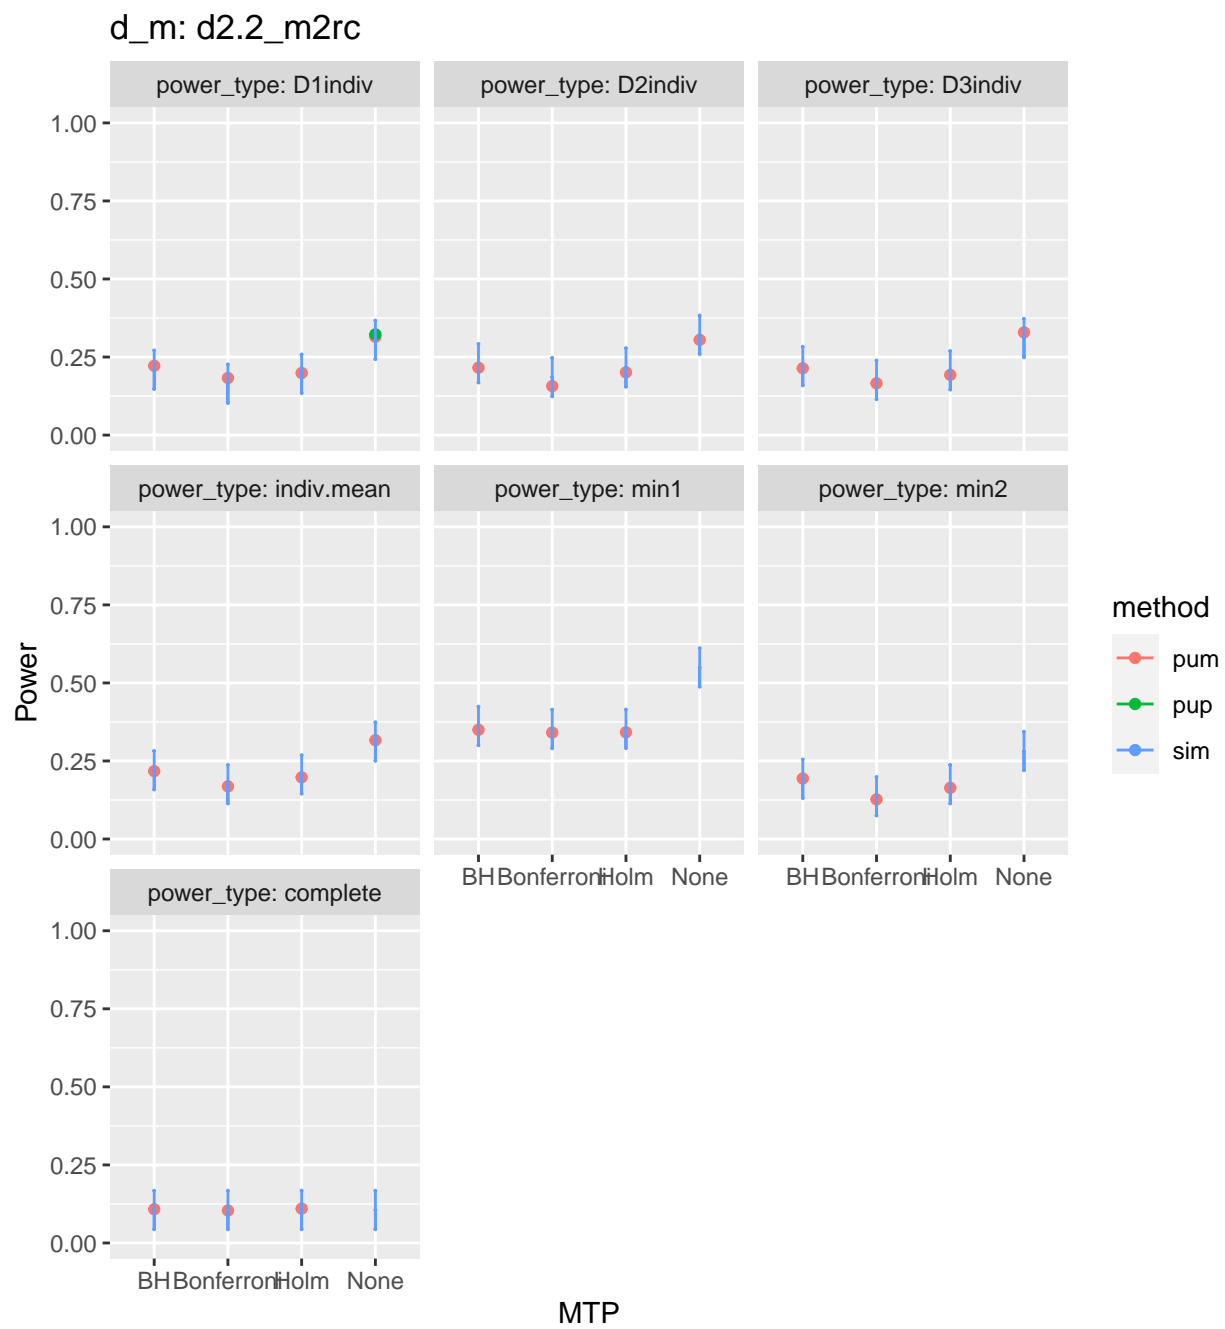 d_m: d2.2_m2rc
power_type: D1indiv
power_type: D2indiv
power_type: D3indiv
1.00
0.75
0.50
0.25
0.00
power_type: indiv.mean
power_type: min1
power_type: min2
1.00
0.75
0.50
0.25
0.00
BH Bonferroni Holm None
BH Bonferroni Holm None
power_type: complete
1.00
0.75
0.50
0.25
0.00
BH Bonferroni Holm None
MTP
Power
method
pum
pup
sim